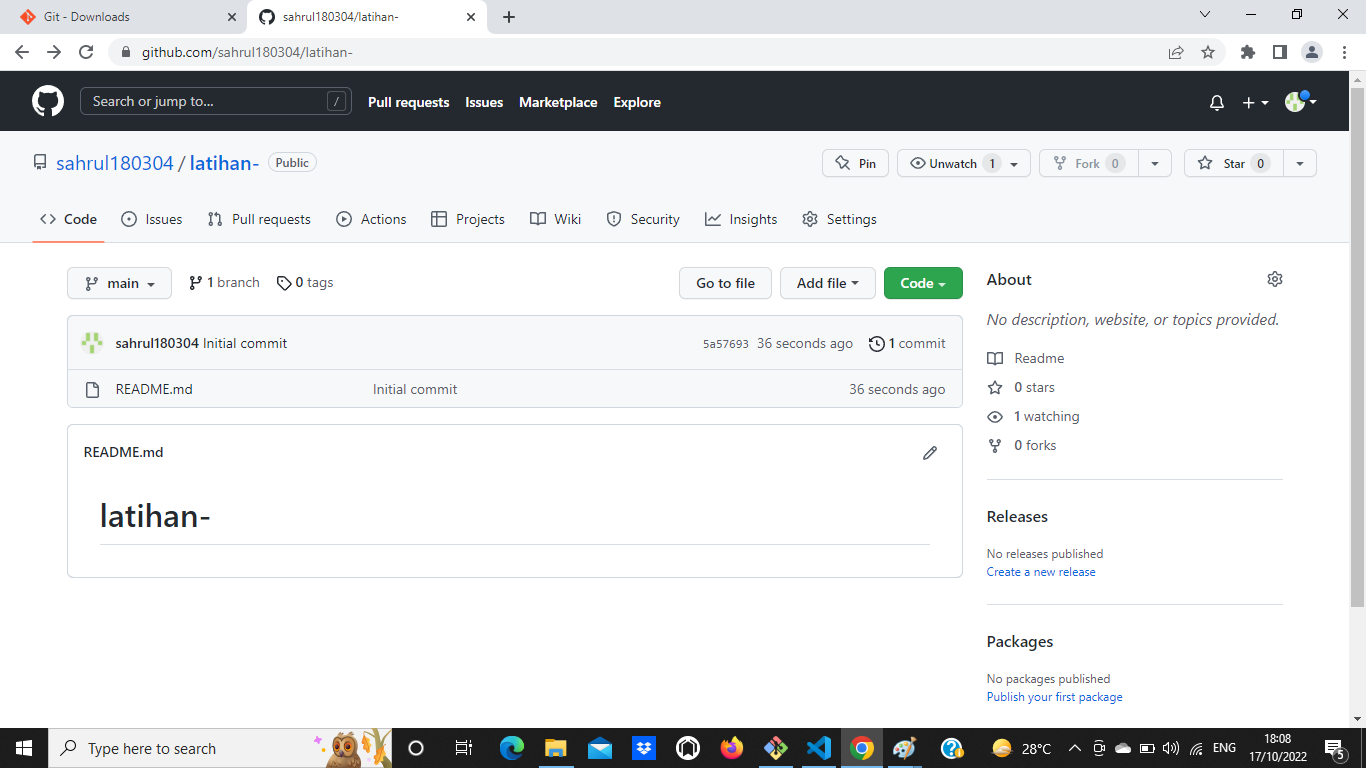 Git - Downloads
sahrul180304/latihan-
github.com/sahrul180304/latihan-
Search or jump to... /
Pull requests Issues Marketplace Explore
sahrul180304 / latihan- Public
Pin Unwatch 1 Fork 0 Star 0
Code Issues Pull requests Actions Projects Wiki Security Insights Settings
main 1 branch 0 tags
Go to file Add file Code
sahrul180304 Initial commit 5a57693 36 seconds ago 1 commit
README.md Initial commit 36 seconds ago
README.md
latihan-
About
No description, website, or topics provided.
Readme
0 stars
1 watching
0 forks
Releases
No releases published
Create a new release
Packages
No packages published
Publish your first package
Type here to search
28°C
ENG
18:08
17/10/2022
5